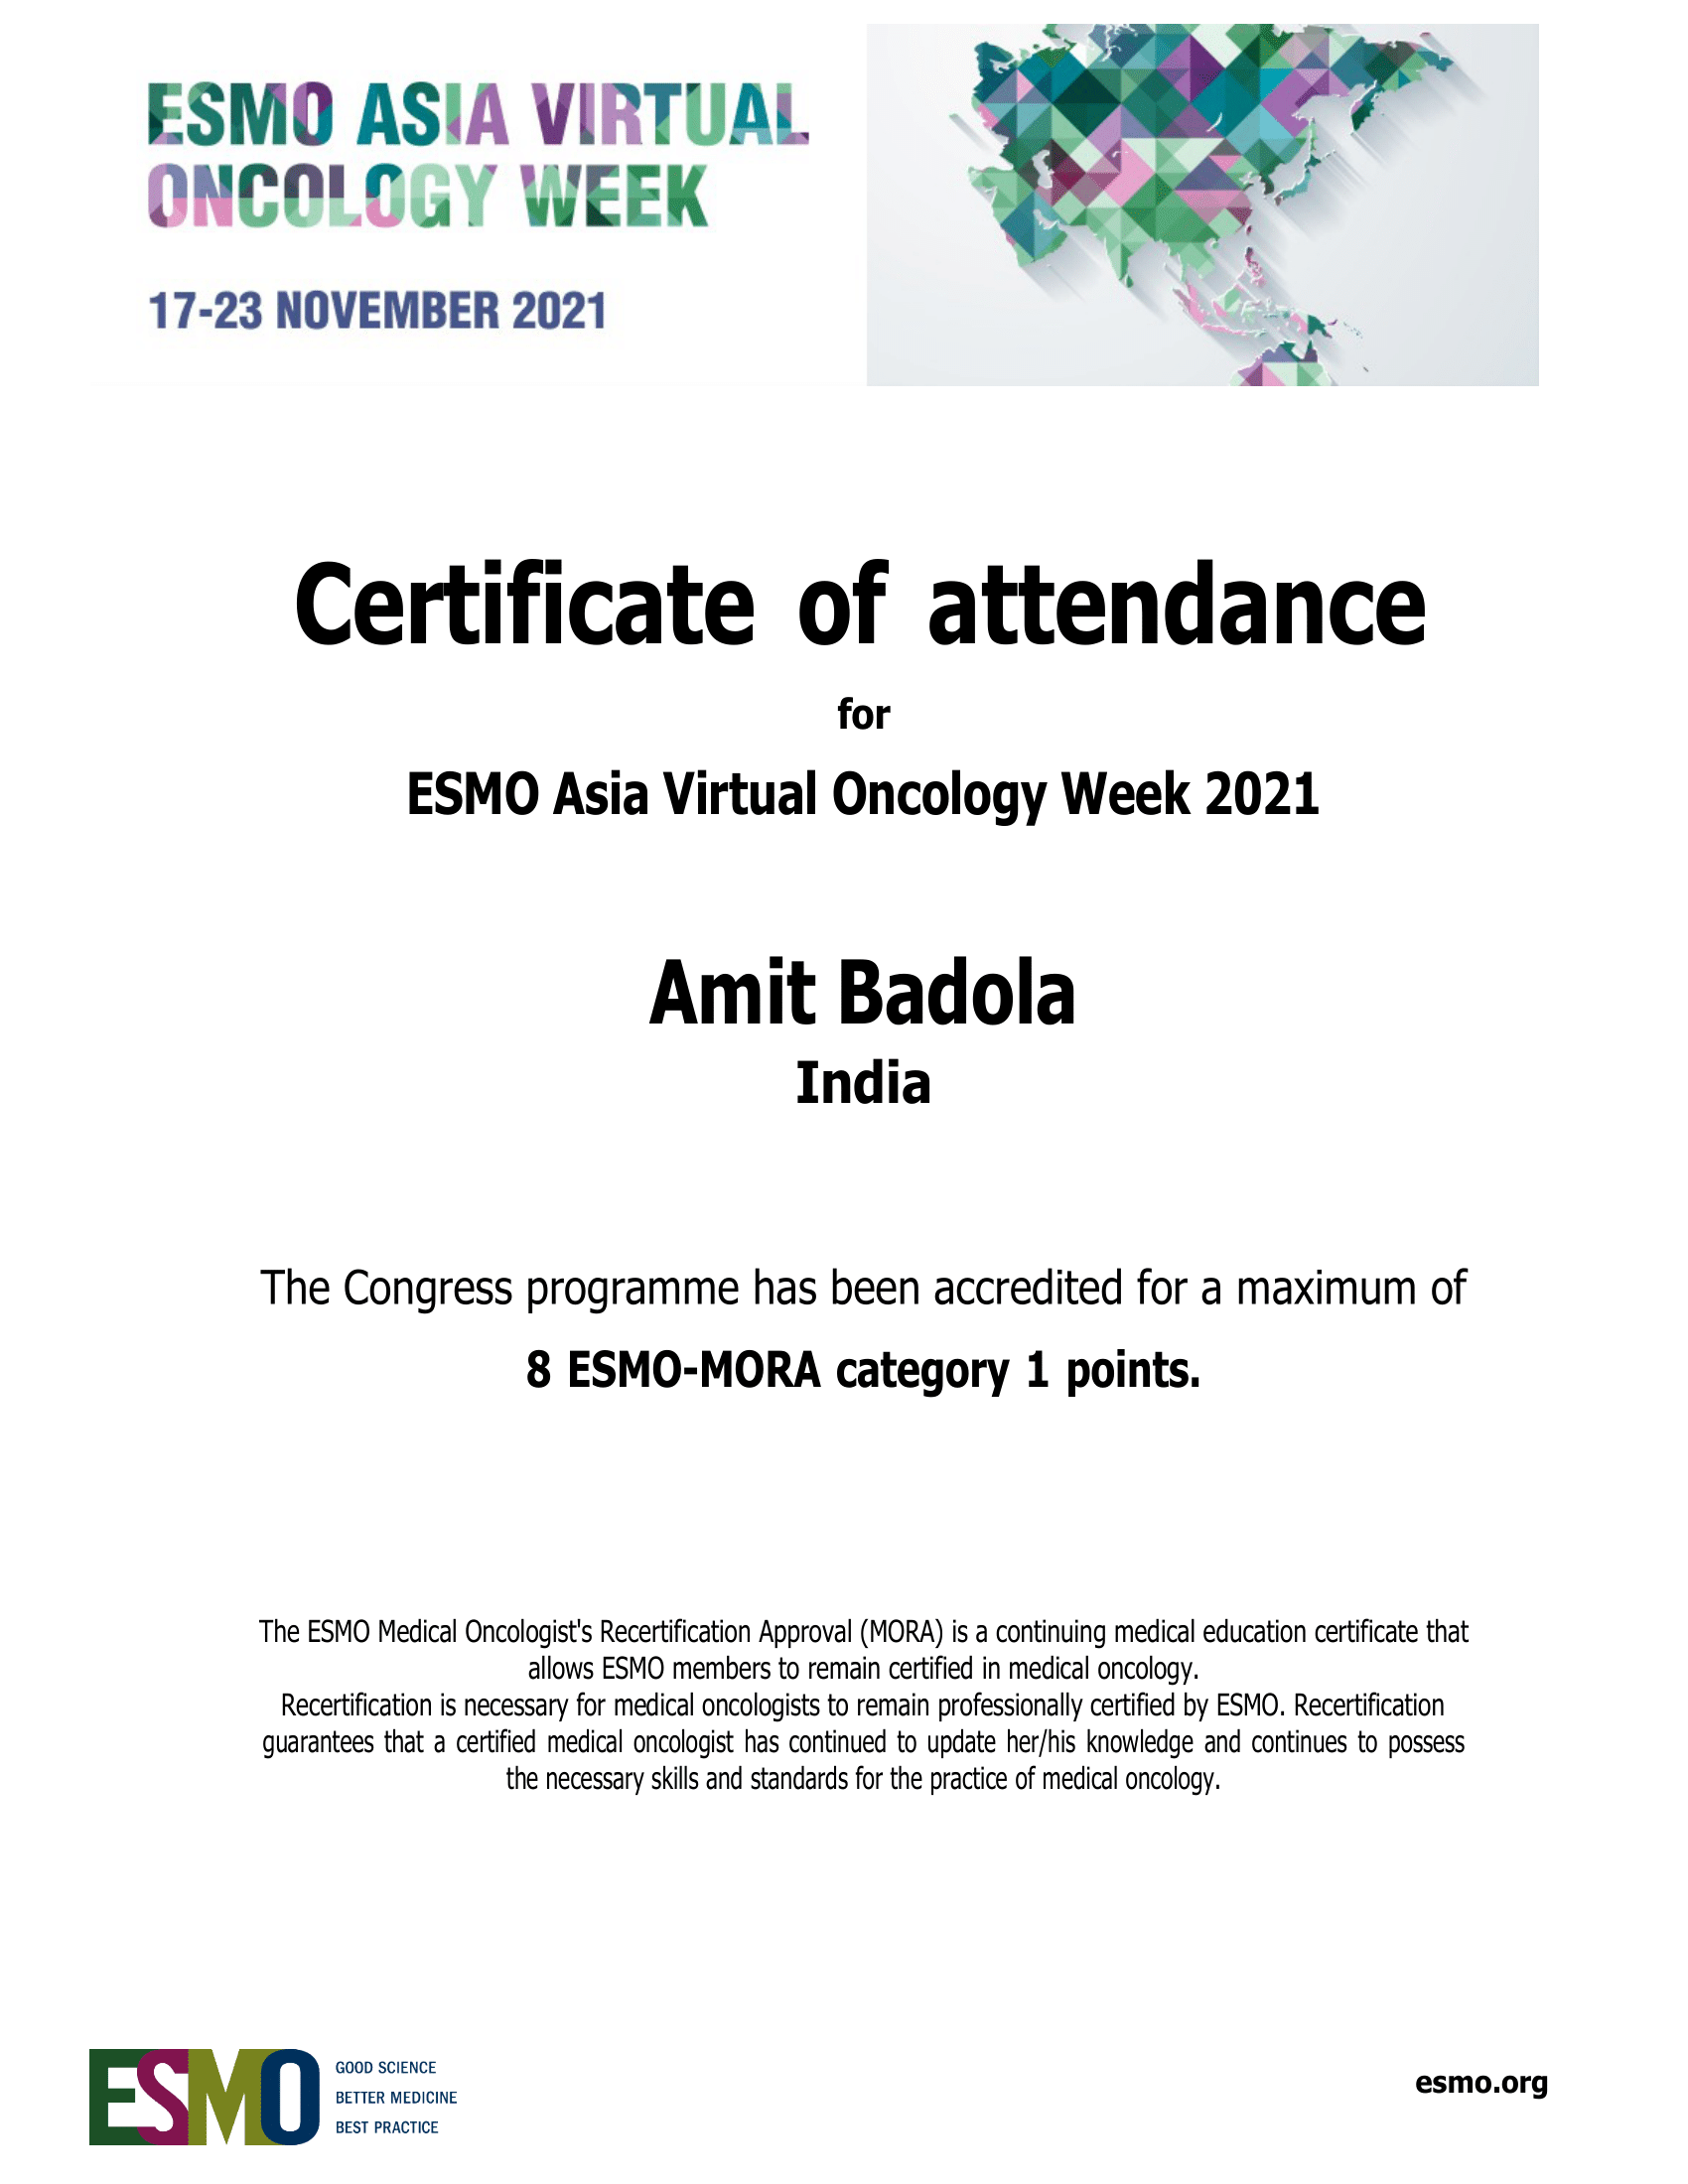 ESMO ASIA VIRTUAL
ONCOLOGY WEEK
17-23 NOVEMBER 2021
Certificate of attendance
for
ESMO Asia Virtual Oncology Week 2021
Amit Badola
India
The Congress programme has been accredited for a maximum of
8 ESMO-MORA category 1 points.
The ESMO Medical Oncologist's Recertification Approval (MORA) is a continuing medical education certificate that
allows ESMO members to remain certified in medical oncology.
Recertification is necessary for medical oncologists to remain professionally certified by ESMO. Recertification
guarantees that a certified medical oncologist has continued to update her/his knowledge and continues to possess
the necessary skills and standards for the practice of medical oncology.
ESMO
GOOD SCIENCE
BETTER MEDICINE
BEST PRACTICE
esmo.org